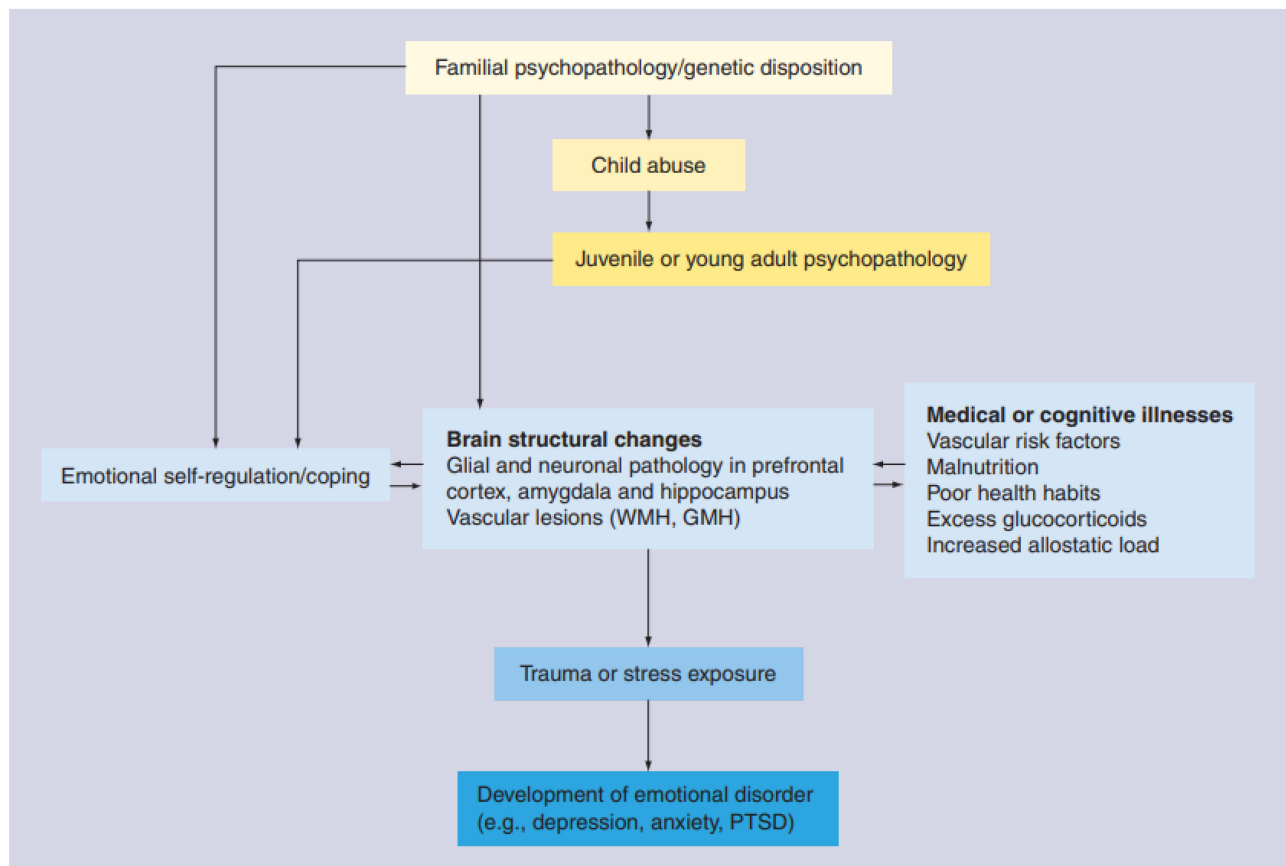 Familial psychopathology/genetic disposition
Child abuse
Juvenile or young adult psychopathology
Emotional self-regulation/coping
Brain structural changes
Glial and neuronal pathology in prefrontal
cortex, amygdala and hippocampus
Vascular lesions (WMH, GMH)
Medical or cognitive illnesses
Vascular risk factors
Malnutrition
Poor health habits
Excess glucocorticoids
Increased allostatic load
Trauma or stress exposure
Development of emotional disorder
(e.g., depression, anxiety, PTSD)